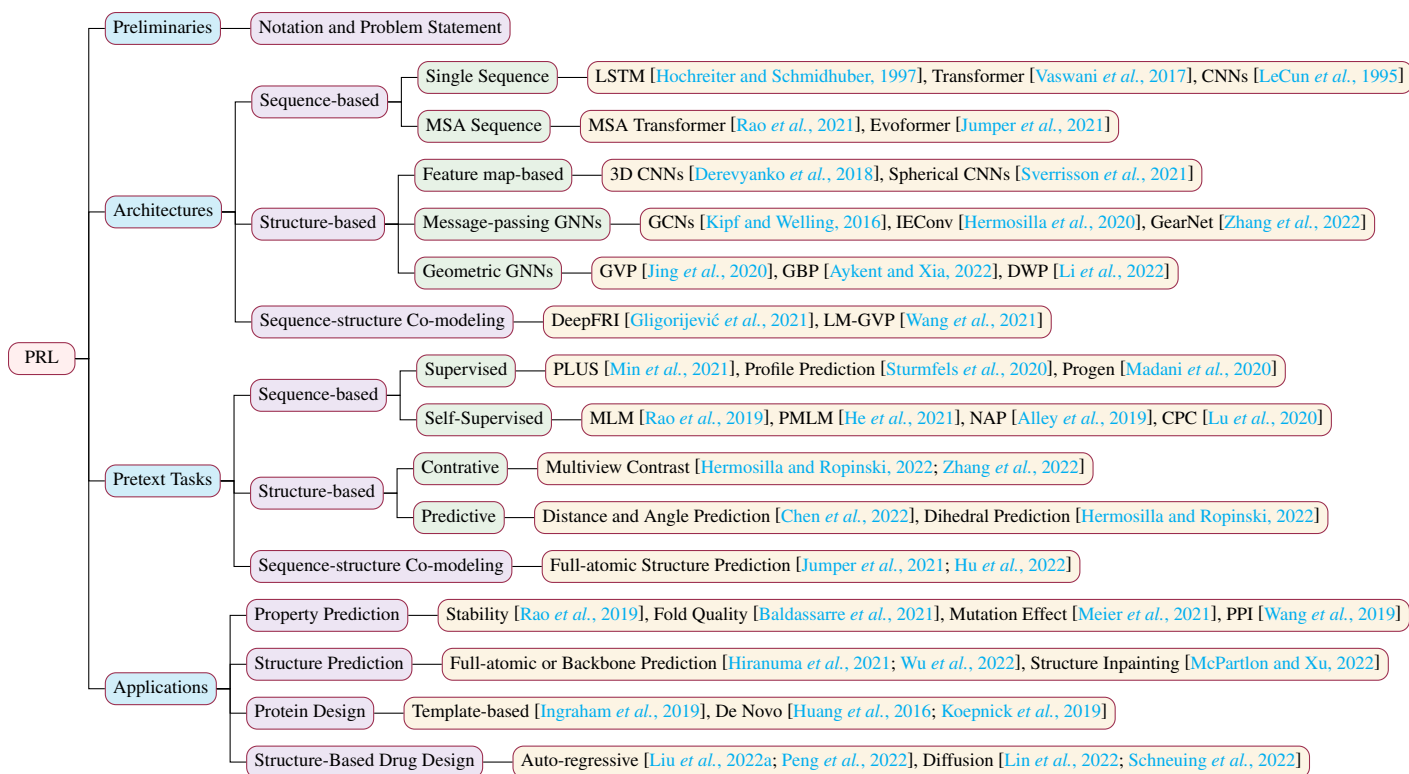 Preliminaries
Notation and Problem Statement
Single Sequence
LSTM [Hochreiter and Schmidhuber, 1997], Transformer [Vaswani et al., 2017], CNNs [LeCun et al., 1995]
Sequence-based
MSA Sequence
MSA Transformer [Rao et al., 2021], Evoformer [Jumper et al., 2021]
Feature map-based
3D CNNs [Derevyanko et al., 2018], Spherical CNNs [Sverrisson et al., 2021]
Architectures
Structure-based
Message-passing GNNs
GCNs [Kipf and Welling, 2016], IEConv [Hermosilla et al., 2020], GearNet [Zhang et al., 2022]
Geometric GNNs
GVP [Jing et al., 2020], GBP [Aykent and Xia, 2022], DWP [Li et al., 2022]
Sequence-structure Co-modeling
DeepFRI [Gligorijević et al., 2021], LM-GVP [Wang et al., 2021]
PRL
Supervised
PLUS [Min et al., 2021], Profile Prediction [Sturmfels et al., 2020], Progen [Madani et al., 2020]
Sequence-based
Self-Supervised
MLM [Rao et al., 2019], PMLM [He et al., 2021], NAP [Alley et al., 2019], CPC [Lu et al., 2020]
Contrative
Multiview Contrast [Hermosilla and Ropinski, 2022; Zhang et al., 2022]
Pretext Tasks
Structure-based
Predictive
Distance and Angle Prediction [Chen et al., 2022], Dihedral Prediction [Hermosilla and Ropinski, 2022]
Sequence-structure Co-modeling
Full-atomic Structure Prediction [Jumper et al., 2021; Hu et al., 2022]
Property Prediction
Stability [Rao et al., 2019], Fold Quality [Baldassarre et al., 2021], Mutation Effect [Meier et al., 2021], PPI [Wang et al., 2019]
Structure Prediction
Full-atomic or Backbone Prediction [Hiranuma et al., 2021; Wu et al., 2022], Structure Inpainting [McPartlon and Xu, 2022]
Applications
Protein Design
Template-based [Ingraham et al., 2019], De Novo [Huang et al., 2016; Koepnick et al., 2019]
Structure-Based Drug Design
Auto-regressive [Liu et al., 2022a; Peng et al., 2022], Diffusion [Lin et al., 2022; Schneuing et al., 2022]